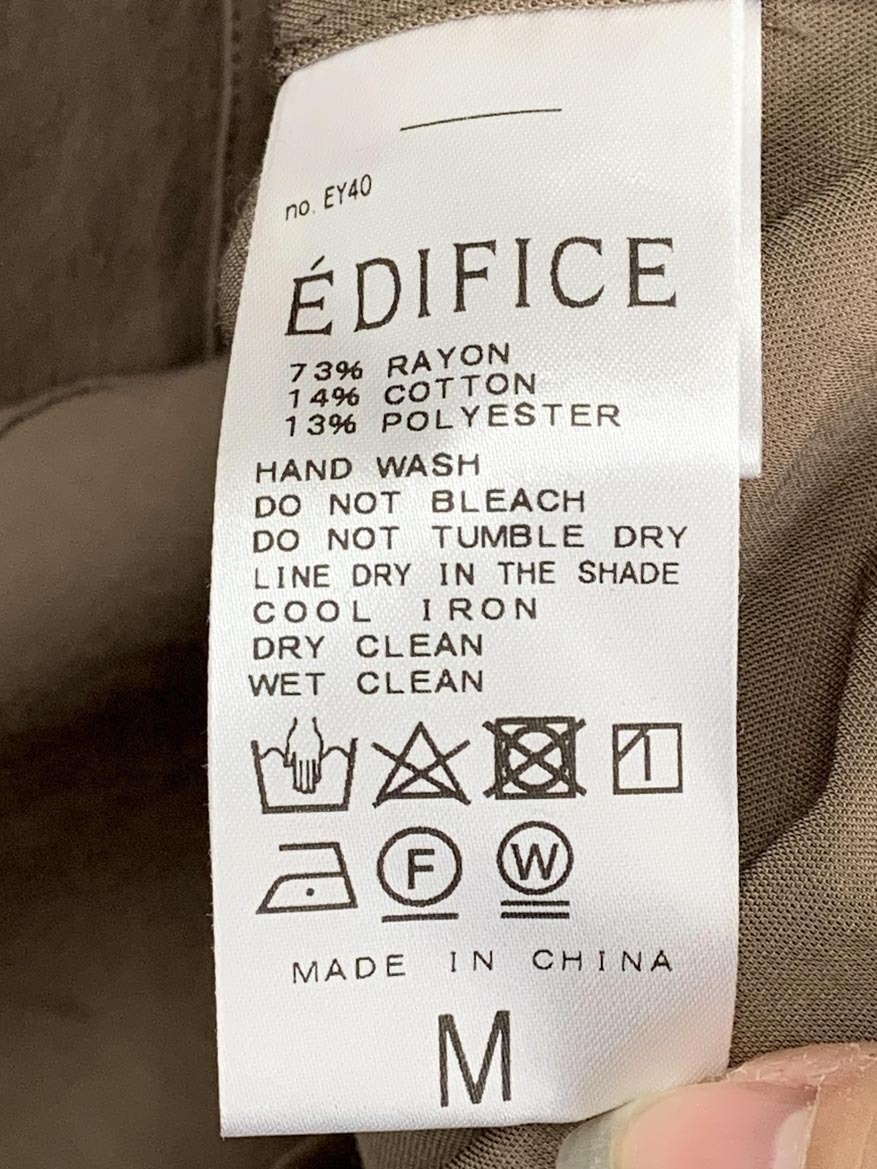 no. EY40
ÉDIFICE
73% RAYON
14% COTTON
13% POLYESTER
HAND WASH
DO NOT BLEACH
DO NOT TUMBLE DRY
LINE DRY IN THE SHADE
COOL IRON
DRY CLEAN
WET CLEAN
F W
MADE IN CHINA
M